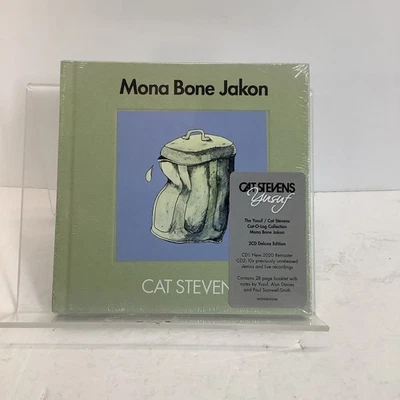 Mona Bone Jakon
CAT STEVENS
Yusuf
The Yusuf / Cat Stevens
Cat-O-Log Collection
Mona Bone Jakon
2CD Deluxe Edition
CD1: New 2020 Remaster
CD2: 10x previously unreleased
demos and live recordings
Contains 28 page booklet with
notes by Yusuf, Alun Davies
and Paul Samwell-Smith
CAT STEVEN